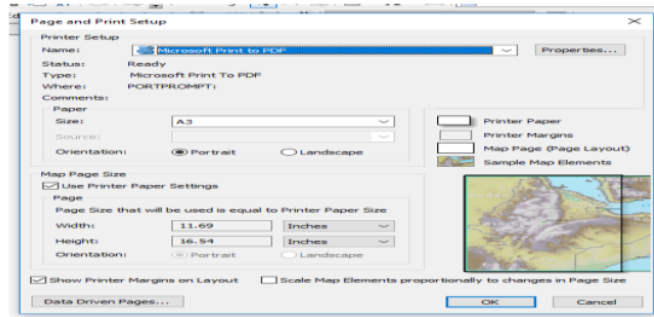 Page and Print Setup
Printer Setup
Name: Microsoft Print to PDF Properties...
Status: Ready
Type: Microsoft Print To PDF
Where: PORTPROMPT:
Comments:
Paper
Size: A3
Source:
Orientation: Portrait Landscape
Printer Paper
Printer Margins
Map Page (Page Layout)
Sample Map Elements
Map Page Size
Use Printer Paper Settings
Page
Page Size that will be used is equal to Printer Paper Size
Width: 11.69 Inches
Height: 16.54 Inches
Orientation: Portrait Landscape
Show Printer Margins on Layout Scale Map Elements proportionally to changes in Page Size
Data Driven Pages... OK Cancel